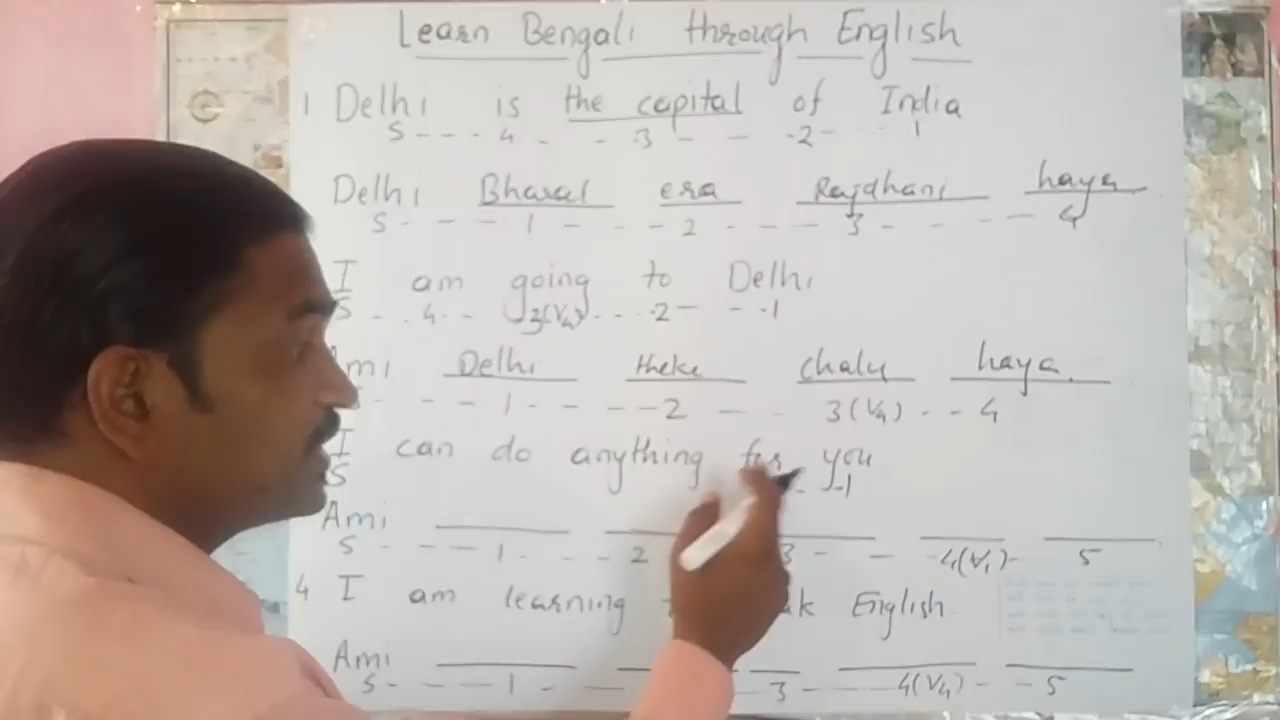 Learn Bengali through English
1 Delhi is the capital of India
S 4 3 2 1
Delhi Bharat era Rajdhani haya
S 1 2 3 4
I am going to Delhi
S 4 3(V4) 2 1
Ami Delhi theke chalu haya
1 2 3(V4) 4
I can do anything for you
S 1
Ami
S 1 2 3 4(V1) 5
4 I am learning English
Ami
S 1 3 4(V4) 5